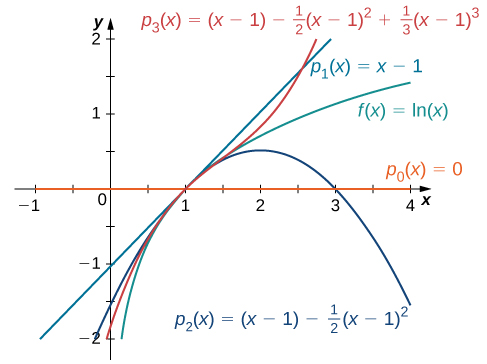 p₃(x) = (x − 1) − ½(x − 1)² + ⅓(x − 1)³
y
2
p₁(x) = x − 1
1
f(x) = ln(x)
p₀(x) = 0
−1 0 1 2 3 4 x
−1
p₂(x) = (x − 1) − ½(x − 1)²
−2